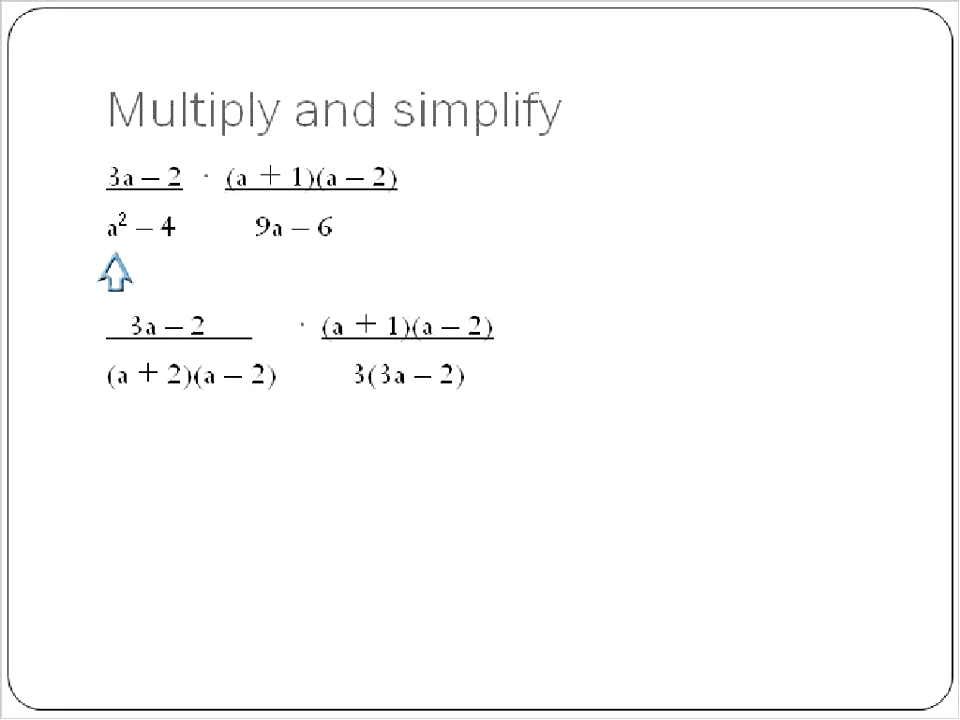 Multiply and simplify
3a – 2 · (a + 1)(a – 2)
a² – 4 9a – 6
3a – 2 · (a + 1)(a – 2)
(a + 2)(a – 2) 3(3a – 2)